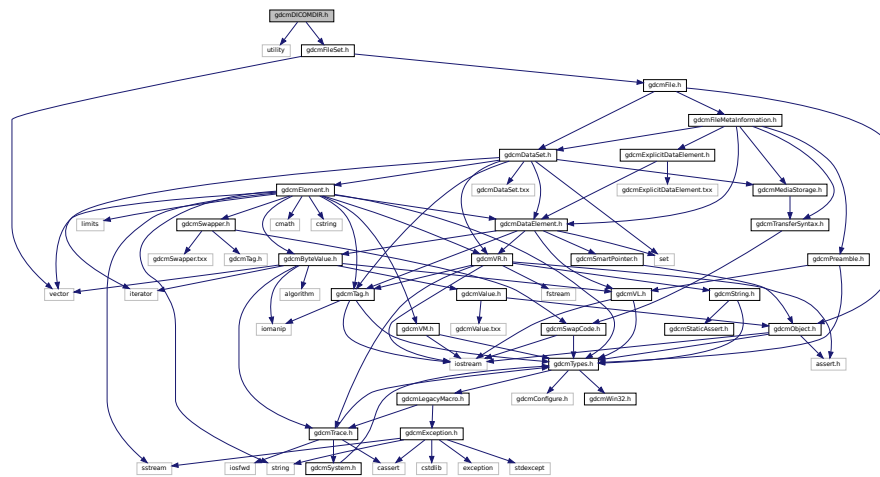 gdcmDICOMDIR.h
utility
gdcmFileSet.h
gdcmFile.h
gdcmFileMetaInformation.h
gdcmDataSet.h
gdcmExplicitDataElement.h
gdcmElement.h
gdcmDataSet.txx
gdcmExplicitDataElement.txx
gdcmMediaStorage.h
limits
gdcmSwapper.h
cmath
cstring
gdcmDataElement.h
gdcmTransferSyntax.h
gdcmSwapper.txx
gdcmTag.h
gdcmByteValue.h
gdcmVR.h
gdcmSmartPointer.h
set
gdcmPreamble.h
vector
iterator
algorithm
gdcmTag.h
gdcmValue.h
fstream
gdcmVL.h
gdcmString.h
iomanip
gdcmVM.h
gdcmValue.txx
gdcmSwapCode.h
gdcmStaticAssert.h
gdcmObject.h
iostream
gdcmTypes.h
assert.h
gdcmLegacyMacro.h
gdcmConfigure.h
gdcmWin32.h
gdcmTrace.h
gdcmException.h
sstream
iosfwd
string
gdcmSystem.h
cassert
cstdlib
exception
stdexcept